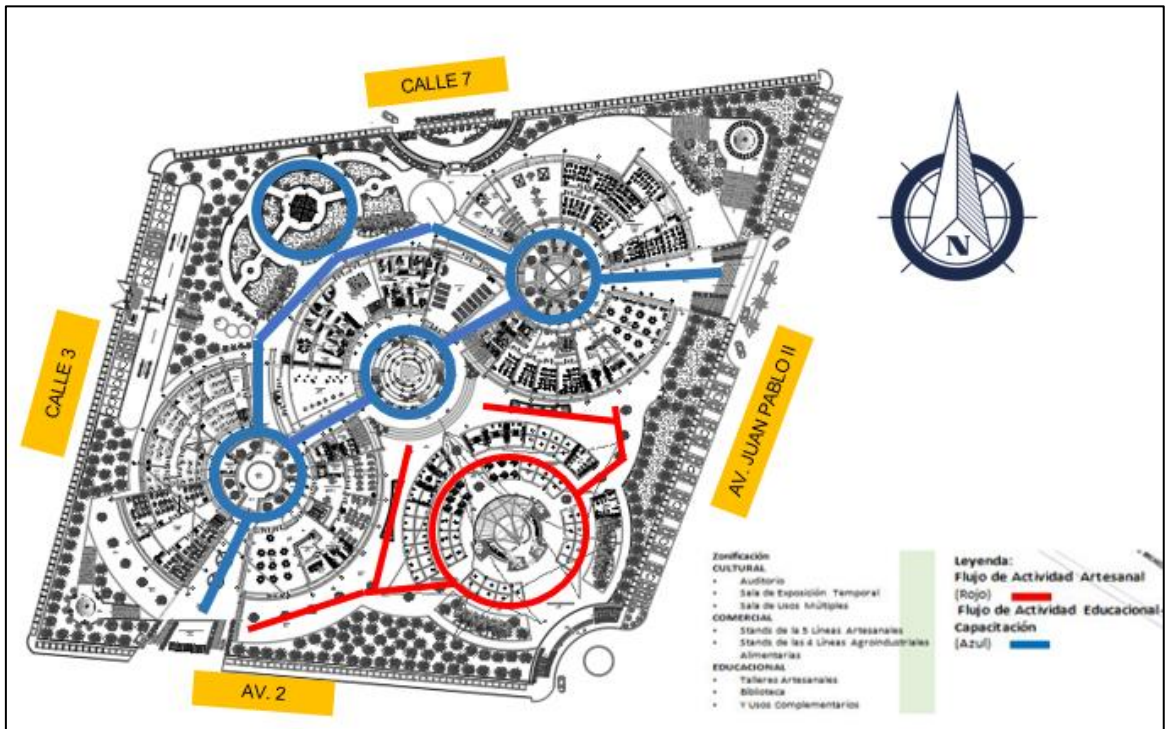 CALLE 7
CALLE 3
AV. JUAN PABLO II
AV. 2
N
Zonificación
CULTURAL
• Auditorio
• Sala de Exposición Temporal
• Sala de Usos Múltiples
COMERCIAL
• Stands de la 5 Líneas Artesanales
• Stands de las 4 Líneas Agroindustriales
Alimentarias
EDUCACIONAL
• Talleres Artesanales
• Biblioteca
• Y Usos Complementarios
Leyenda:
Flujo de Actividad Artesanal
(Rojo)
Flujo de Actividad Educacional-
Capacitación
(Azul)